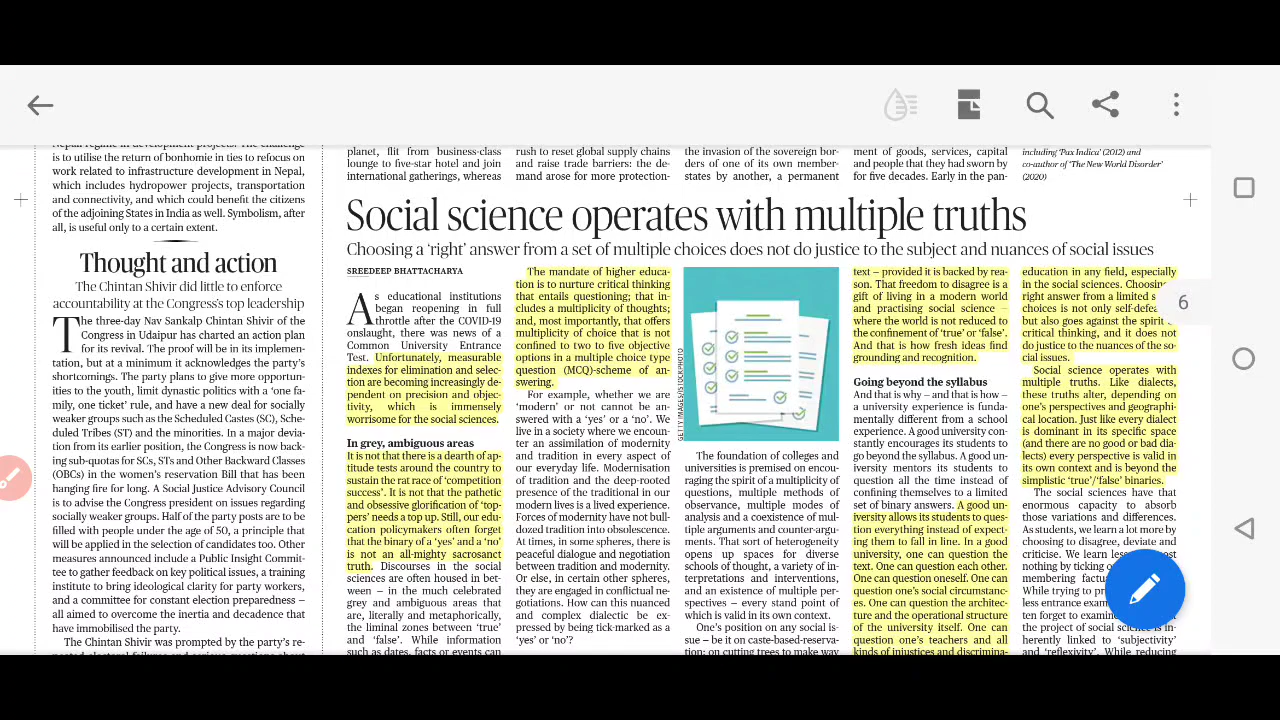 Nepal regime in development projects. The challenge
is to utilise the return of bonhomie in ties to refocus on
work related to infrastructure development in Nepal,
which includes hydropower projects, transportation
and connectivity, and which could benefit the citizens
of the adjoining States in India as well. Symbolism, after
all, is useful only to a certain extent.
Thought and action
The Chintan Shivir did little to enforce
accountability at the Congress's top leadership
The three-day Nav Sankalp Chintan Shivir of the
Congress in Udaipur has charted an action plan
for its revival. The proof will be in its implemen-
tation, but at a minimum it acknowledges the party's
shortcomings. The party plans to give more opportun-
ities to the youth, limit dynastic politics with a 'one fa-
mily, one ticket' rule, and have a new deal for socially
weaker groups such as the Scheduled Castes (SC), Sche-
duled Tribes (ST) and the minorities. In a major devia-
tion from its earlier position, the Congress is now back-
ing sub-quotas for SCs, STs and Other Backward Classes
(OBCs) in the women's reservation Bill that has been
hanging fire for long. A Social Justice Advisory Council
is to advise the Congress president on issues regarding
socially weaker groups. Half of the party posts are to be
filled with people under the age of 50, a principle that
will be applied in the selection of candidates too. Other
measures announced include a Public Insight Commit-
tee to gather feedback on key political issues, a training
institute to bring ideological clarity for party workers,
and a committee for constant election preparedness –
all aimed to overcome the inertia and decadence that
have immobilised the party.
The Chintan Shivir was prompted by the party's re-
planet, flit from business-class
lounge to five-star hotel and join
international gatherings, whereas
rush to reset global supply chains
and raise trade barriers: the de-
mand arose for more protection-
the invasion of the sovereign bor-
ders of one of its own member-
states by another, a permanent
ment of goods, services, capital
and people that they had sworn by
for five decades. Early in the pan-
including 'Pax Indica' (2012) and
co-author of 'The New World Disorder'
(2020)
Social science operates with multiple truths
Choosing a 'right' answer from a set of multiple choices does not do justice to the subject and nuances of social issues
SREEDEEP BHATTACHARYA
As educational institutions
began reopening in full
throttle after the COVID-19
onslaught, there was news of a
Common University Entrance
Test. Unfortunately, measurable
indexes for elimination and selec-
tion are becoming increasingly de-
pendent on precision and objec-
tivity, which is immensely
worrisome for the social sciences.
In grey, ambiguous areas
It is not that there is a dearth of ap-
titude tests around the country to
sustain the rat race of 'competition
success'. It is not that the pathetic
and obsessive glorification of 'top-
pers' needs a top up. Still, our edu-
cation policymakers often forget
that the binary of a 'yes' and a 'no'
is not an all-mighty sacrosanct
truth. Discourses in the social
sciences are often housed in bet-
ween – in the much celebrated
grey and ambiguous areas that
are, literally and metaphorically,
the liminal zones between 'true'
and 'false'. While information
such as dates, facts or events can
The mandate of higher educa-
tion is to nurture critical thinking
that entails questioning; that in-
cludes a multiplicity of thoughts;
and, most importantly, that offers
multiplicity of choice that is not
confined to two to five objective
options in a multiple choice type
question (MCQ)-scheme of an-
swering.
For example, whether we are
'modern' or not cannot be an-
swered with a 'yes' or a 'no'. We
live in a society where we encoun-
ter an assimilation of modernity
and tradition in every aspect of
our everyday life. Modernisation
of tradition and the deep-rooted
presence of the traditional in our
modern lives is a lived experience.
Forces of modernity have not bull-
dozed tradition into obsolescence.
At times, in some spheres, there is
peaceful dialogue and negotiation
between tradition and modernity.
Or else, in certain other spheres,
they are engaged in conflictual ne-
gotiations. How can this nuanced
and complex dialectic be ex-
pressed by being tick-marked as a
'yes' or 'no'?
GETTY IMAGES/ISTOCKPHOTO
The foundation of colleges and
universities is premised on encou-
raging the spirit of a multiplicity of
questions, multiple methods of
observance, multiple modes of
analysis and a coexistence of mul-
tiple arguments and counter-argu-
ments. That sort of heterogeneity
opens up spaces for diverse
schools of thought, a variety of in-
terpretations and interventions,
and an existence of multiple per-
spectives – every stand point of
which is valid in its own context.
One's position on any social is-
sue – be it on caste-based-reserva-
tion; on cutting trees to make way
text – provided it is backed by rea-
son. That freedom to disagree is a
gift of living in a modern world
and practising social science –
where the world is not reduced to
the confinement of 'true' or 'false'.
And that is how fresh ideas find
grounding and recognition.
Going beyond the syllabus
And that is why – and that is how –
a university experience is funda-
mentally different from a school
experience. A good university con-
stantly encourages its students to
go beyond the syllabus. A good un-
iversity mentors its students to
question all the time instead of
confining themselves to a limited
set of binary answers. A good un-
iversity allows its students to ques-
tion everything instead of expect-
ing them to fall in line. In a good
university, one can question the
text. One can question each other.
One can question oneself. One can
question one's social circumstanc-
es. One can question the architec-
ture and the operational structure
of the university itself. One can
question one's teachers and all
kinds of injustices and discrimina-
education in any field, especially
in the social sciences. Choosing
right answer from a limited
is not only self-defea
but also goes against the spirit
critical thinking, and it does not
do justice to the nuances of the so-
cial issues.
Social science operates with
multiple truths. Like dialects,
these truths alter, depending on
one's perspectives and geographi-
cal location. Just like every dialect
is dominant in its specific space
(and there are no good or bad dia-
lects) every perspective is valid in
its own context and is beyond the
simplistic 'true'/'false' binaries.
The social sciences have that
enormous capacity to absorb
those variations and differences.
As students, we learn a lot more by
choosing to disagree, deviate and
criticise. We learn
nothing by ticking
membering
While trying to
less entrance
ten forget to
the project of social
herently linked to 'subjectivity'
and 'reflexivity'. While reducing
6